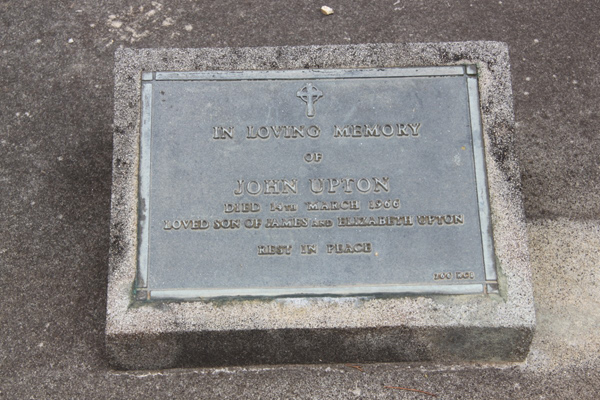 IN LOVING MEMORY
OF
JOHN UPTON
DIED 14TH MARCH 1966
LOVED SON OF JAMES AND ELIZABETH UPTON
REST IN PEACE